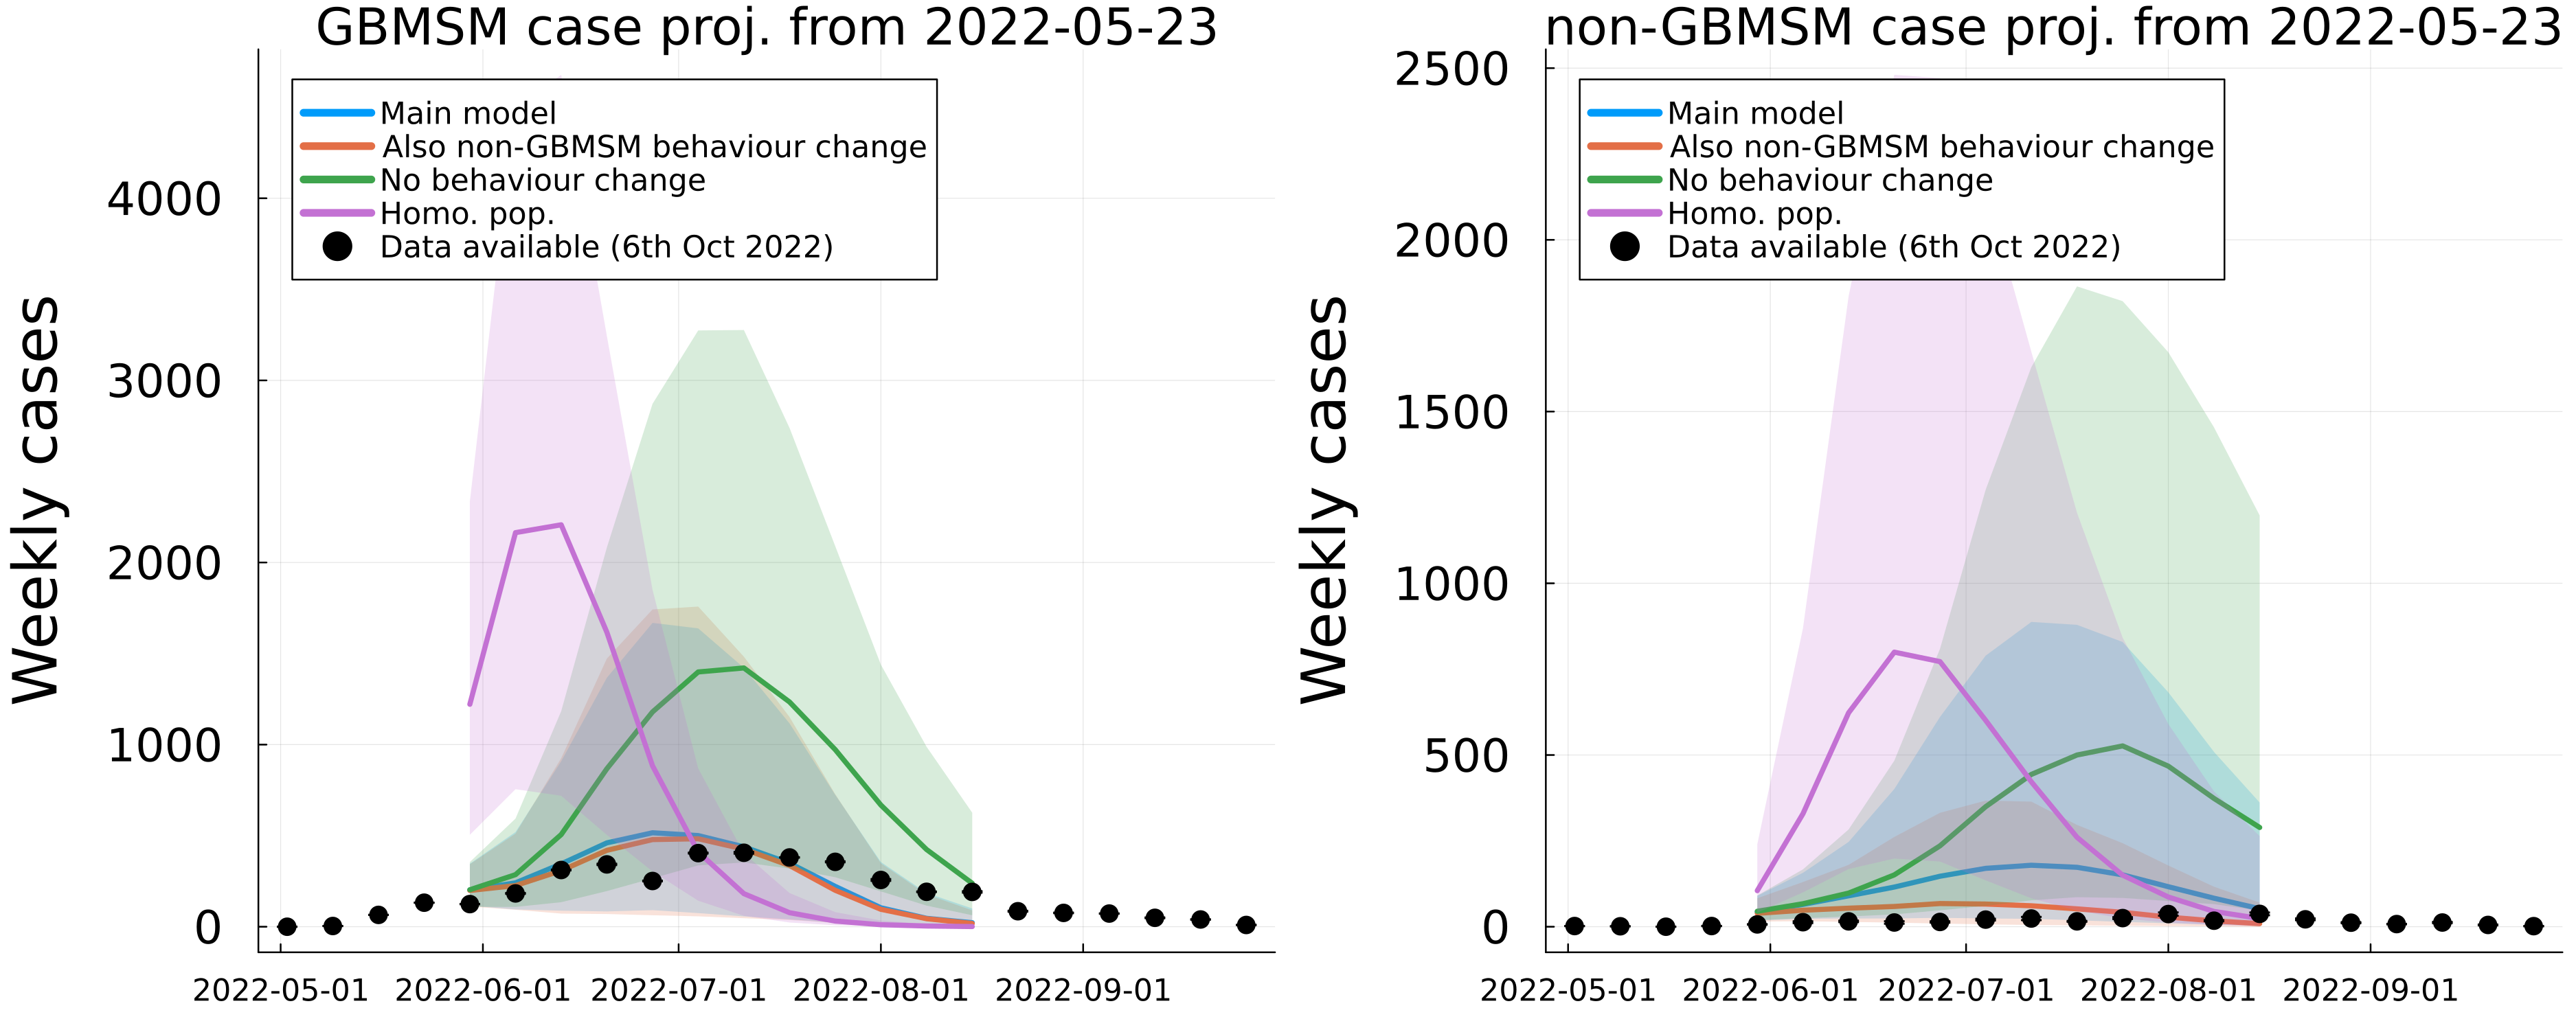 GBMSM case proj. from 2022-05-23
Weekly cases
4000
3000
2000
1000
0
Main model
Also non-GBMSM behaviour change
No behaviour change
Homo. pop.
Data available (6th Oct 2022)
2022-05-01 2022-06-01 2022-07-01 2022-08-01 2022-09-01
non-GBMSM case proj. from 2022-05-23
Weekly cases
2500
2000
1500
1000
500
0
Main model
Also non-GBMSM behaviour change
No behaviour change
Homo. pop.
Data available (6th Oct 2022)
2022-05-01 2022-06-01 2022-07-01 2022-08-01 2022-09-01